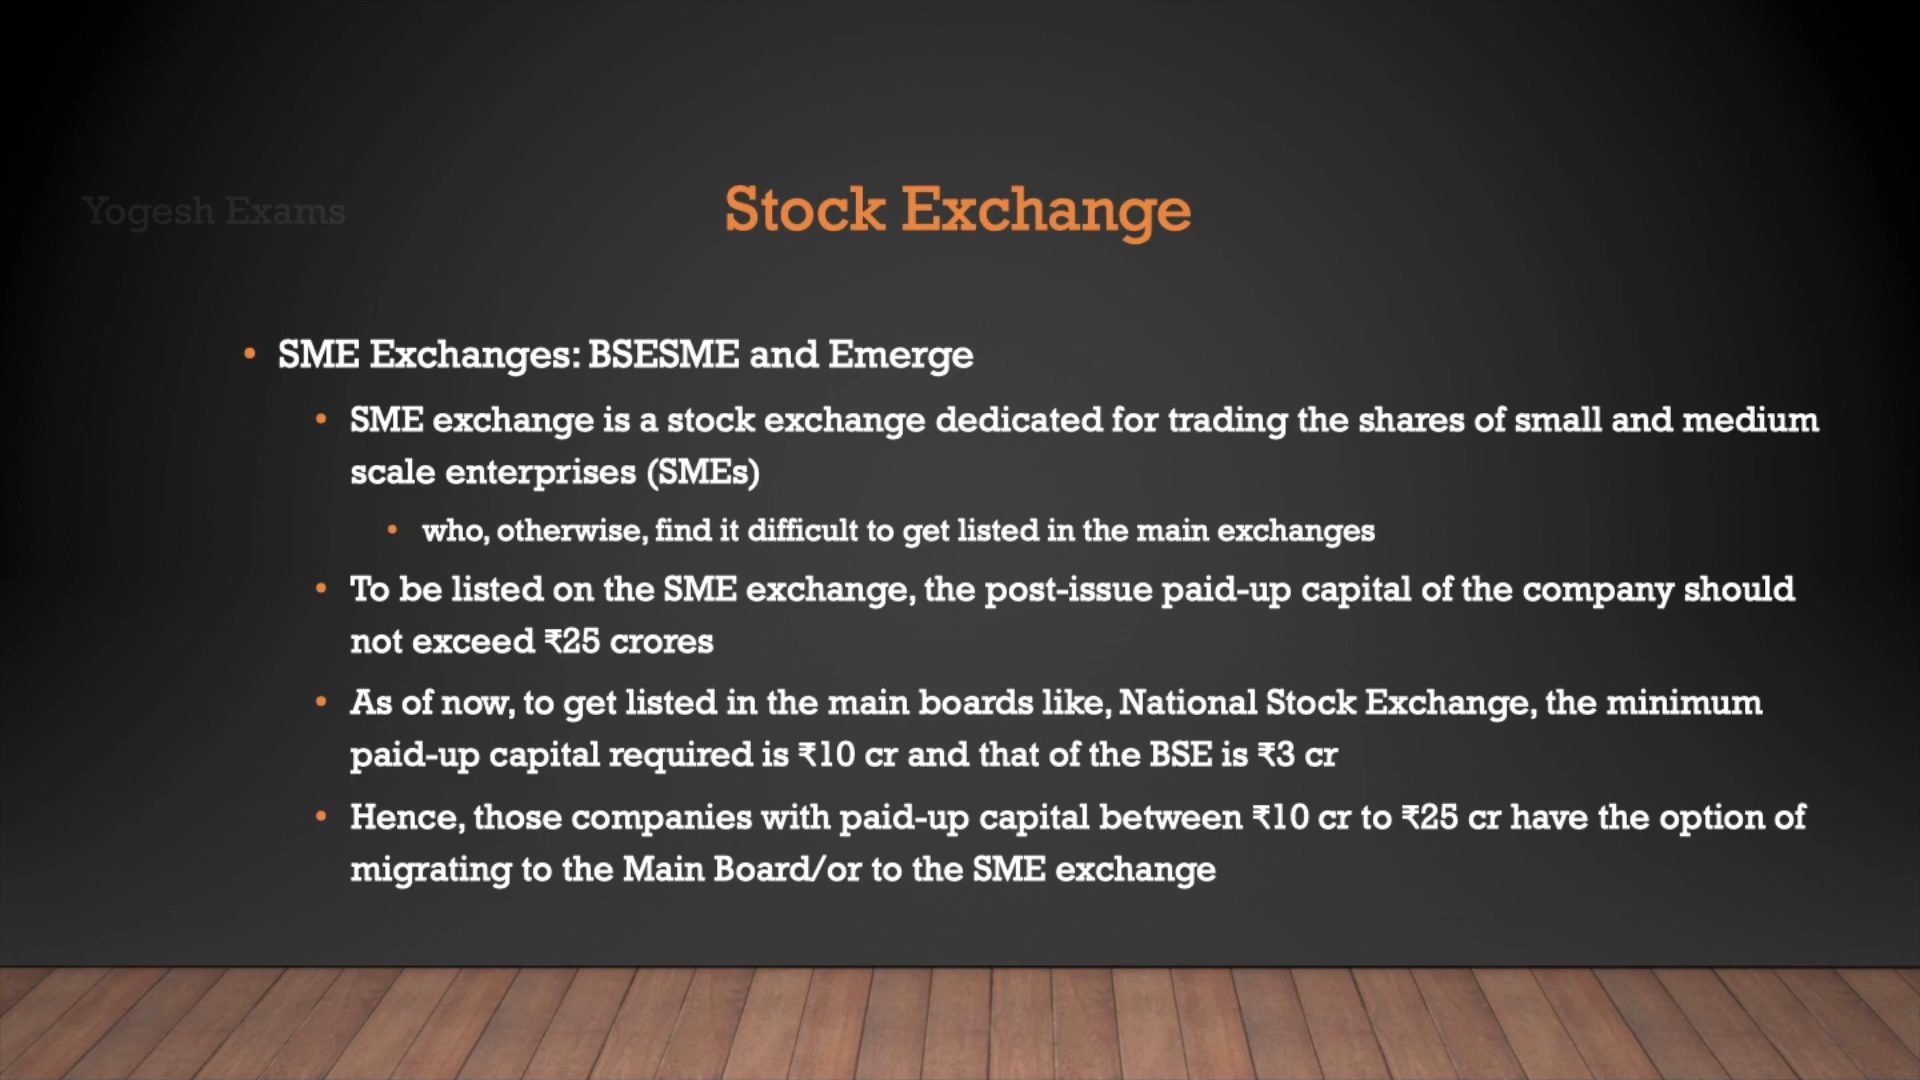 Yogesh Exams
Stock Exchange
• SME Exchanges: BSESME and Emerge
• SME exchange is a stock exchange dedicated for trading the shares of small and medium
scale enterprises (SMEs)
• who, otherwise, find it difficult to get listed in the main exchanges
• To be listed on the SME exchange, the post-issue paid-up capital of the company should
not exceed ₹25 crores
• As of now, to get listed in the main boards like, National Stock Exchange, the minimum
paid-up capital required is ₹10 cr and that of the BSE is ₹3 cr
• Hence, those companies with paid-up capital between ₹10 cr to ₹25 cr have the option of
migrating to the Main Board/or to the SME exchange